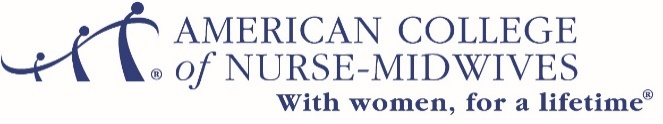 AMERICAN COLLEGE
® of NURSE-MIDWIVES
With women, for a lifetime®